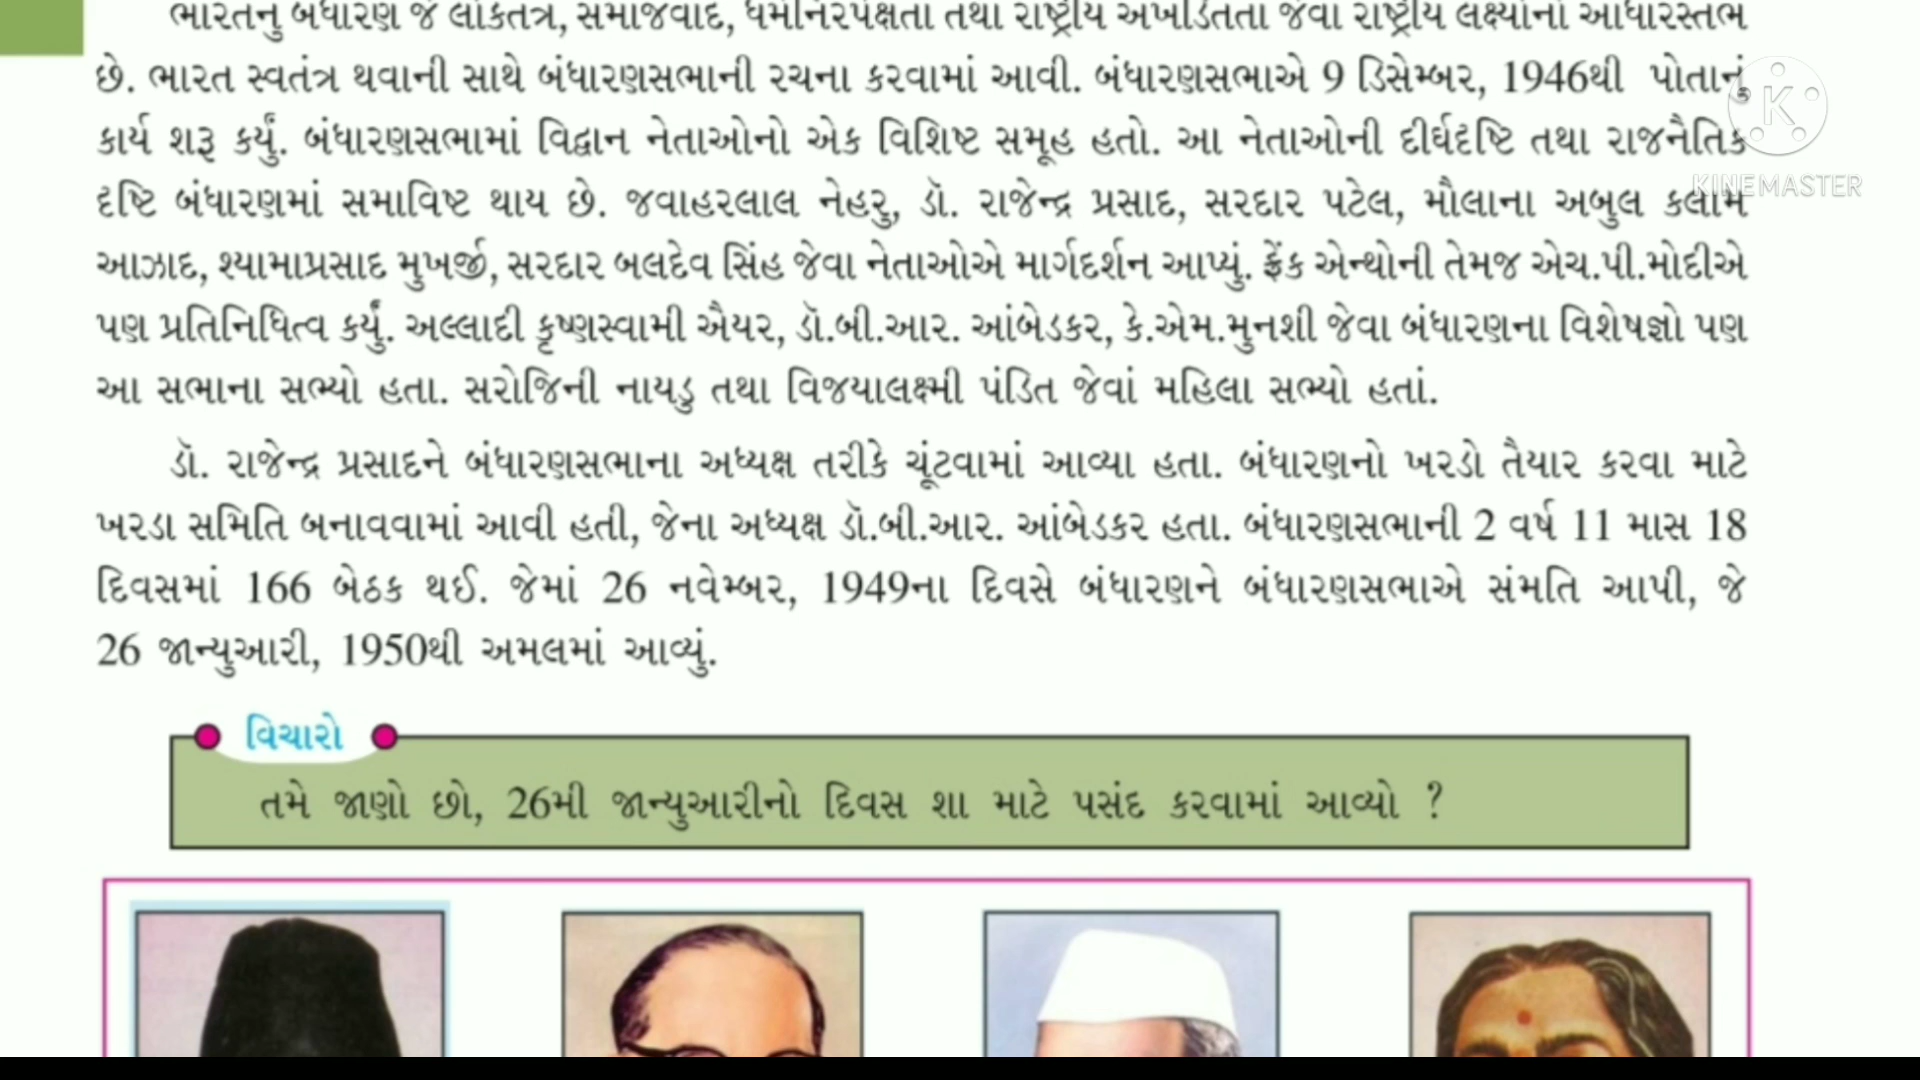 ભારતનું બંધારણ જે લોકતંત્ર, સમાજવાદ, ધર્મનિરપેક્ષતા તથા રાષ્ટ્રીય અખંડિતતા જેવા રાષ્ટ્રીય લક્ષ્યોનો આધારસ્તંભ
છે. ભારત સ્વતંત્ર થવાની સાથે બંધારણસભાની રચના કરવામાં આવી. બંધારણસભાએ 9 ડિસેમ્બર, 1946થી પોતાનું
કાર્ય શરૂ કર્યું. બંધારણસભામાં વિદ્વાન નેતાઓનો એક વિશિષ્ટ સમૂહ હતો. આ નેતાઓની દીર્ઘદૃષ્ટિ તથા રાજનૈતિક
દૃષ્ટિ બંધારણમાં સમાવિષ્ટ થાય છે. જવાહરલાલ નેહરુ, ડૉ. રાજેન્દ્ર પ્રસાદ, સરદાર પટેલ, મૌલાના અબુલ કલામ
આઝાદ, શ્યામાપ્રસાદ મુખર્જી, સરદાર બલદેવ સિંહ જેવા નેતાઓએ માર્ગદર્શન આપ્યું. ફ્રેંક એન્થોની તેમજ એચ.પી.મોદીએ
પણ પ્રતિનિધિત્વ કર્યું. અલ્લાદી કૃષ્ણસ્વામી ઐયર, ડૉ.બી.આર. આંબેડકર, કે.એમ.મુનશી જેવા બંધારણના વિશેષજ્ઞો પણ
આ સભાના સભ્યો હતા. સરોજિની નાયડુ તથા વિજયાલક્ષ્મી પંડિત જેવાં મહિલા સભ્યો હતાં.
ડૉ. રાજેન્દ્ર પ્રસાદને બંધારણસભાના અધ્યક્ષ તરીકે ચૂંટવામાં આવ્યા હતા. બંધારણનો ખરડો તૈયાર કરવા માટે
ખરડા સમિતિ બનાવવામાં આવી હતી, જેના અધ્યક્ષ ડૉ.બી.આર. આંબેડકર હતા. બંધારણસભાની 2 વર્ષ 11 માસ 18
દિવસમાં 166 બેઠક થઈ. જેમાં 26 નવેમ્બર, 1949ના દિવસે બંધારણને બંધારણસભાએ સંમતિ આપી, જે
26 જાન્યુઆરી, 1950થી અમલમાં આવ્યું.
વિચારો
તમે જાણો છો, 26મી જાન્યુઆરીનો દિવસ શા માટે પસંદ કરવામાં આવ્યો ?
K
KINEMASTER